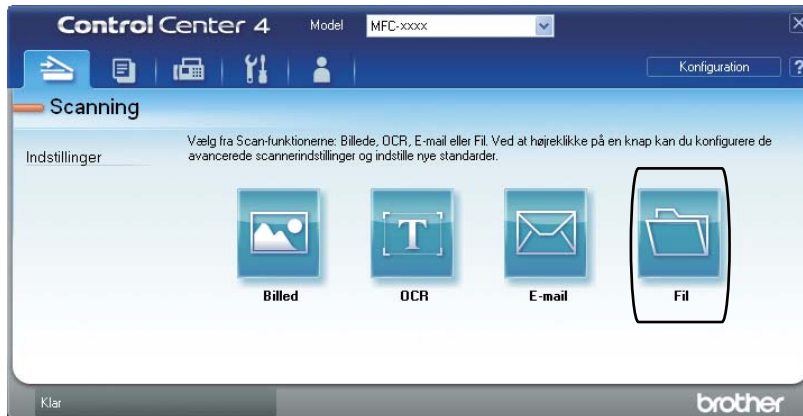 Control Center 4 Model MFC-xxxx
Konfiguration ?
Scanning
Indstillinger
Vælg fra Scan-funktionerne: Billede, OCR, E-mail eller Fil. Ved at højreklikke på en knap kan du konfigurere de
avancerede scannerindstillinger og indstille nye standarder.
T
Billed OCR E-mail Fil
Klar
brother